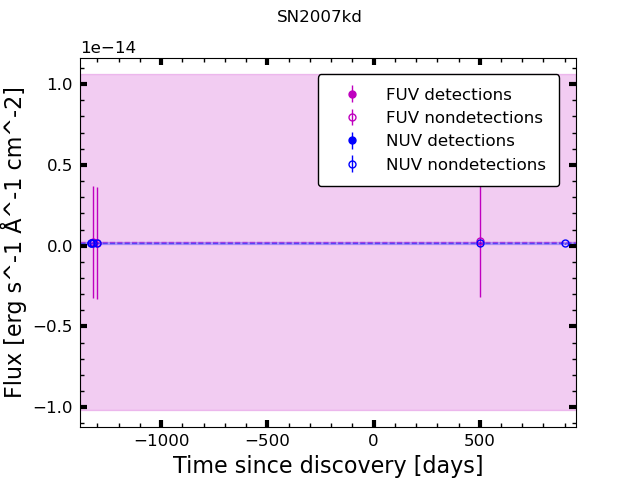 SN2007kd
1e−14
1.0
0.5
0.0
−0.5
−1.0
Flux [erg s^-1 Å^-1 cm^-2]
FUV detections
FUV nondetections
NUV detections
NUV nondetections
−1000 −500 0 500
Time since discovery [days]